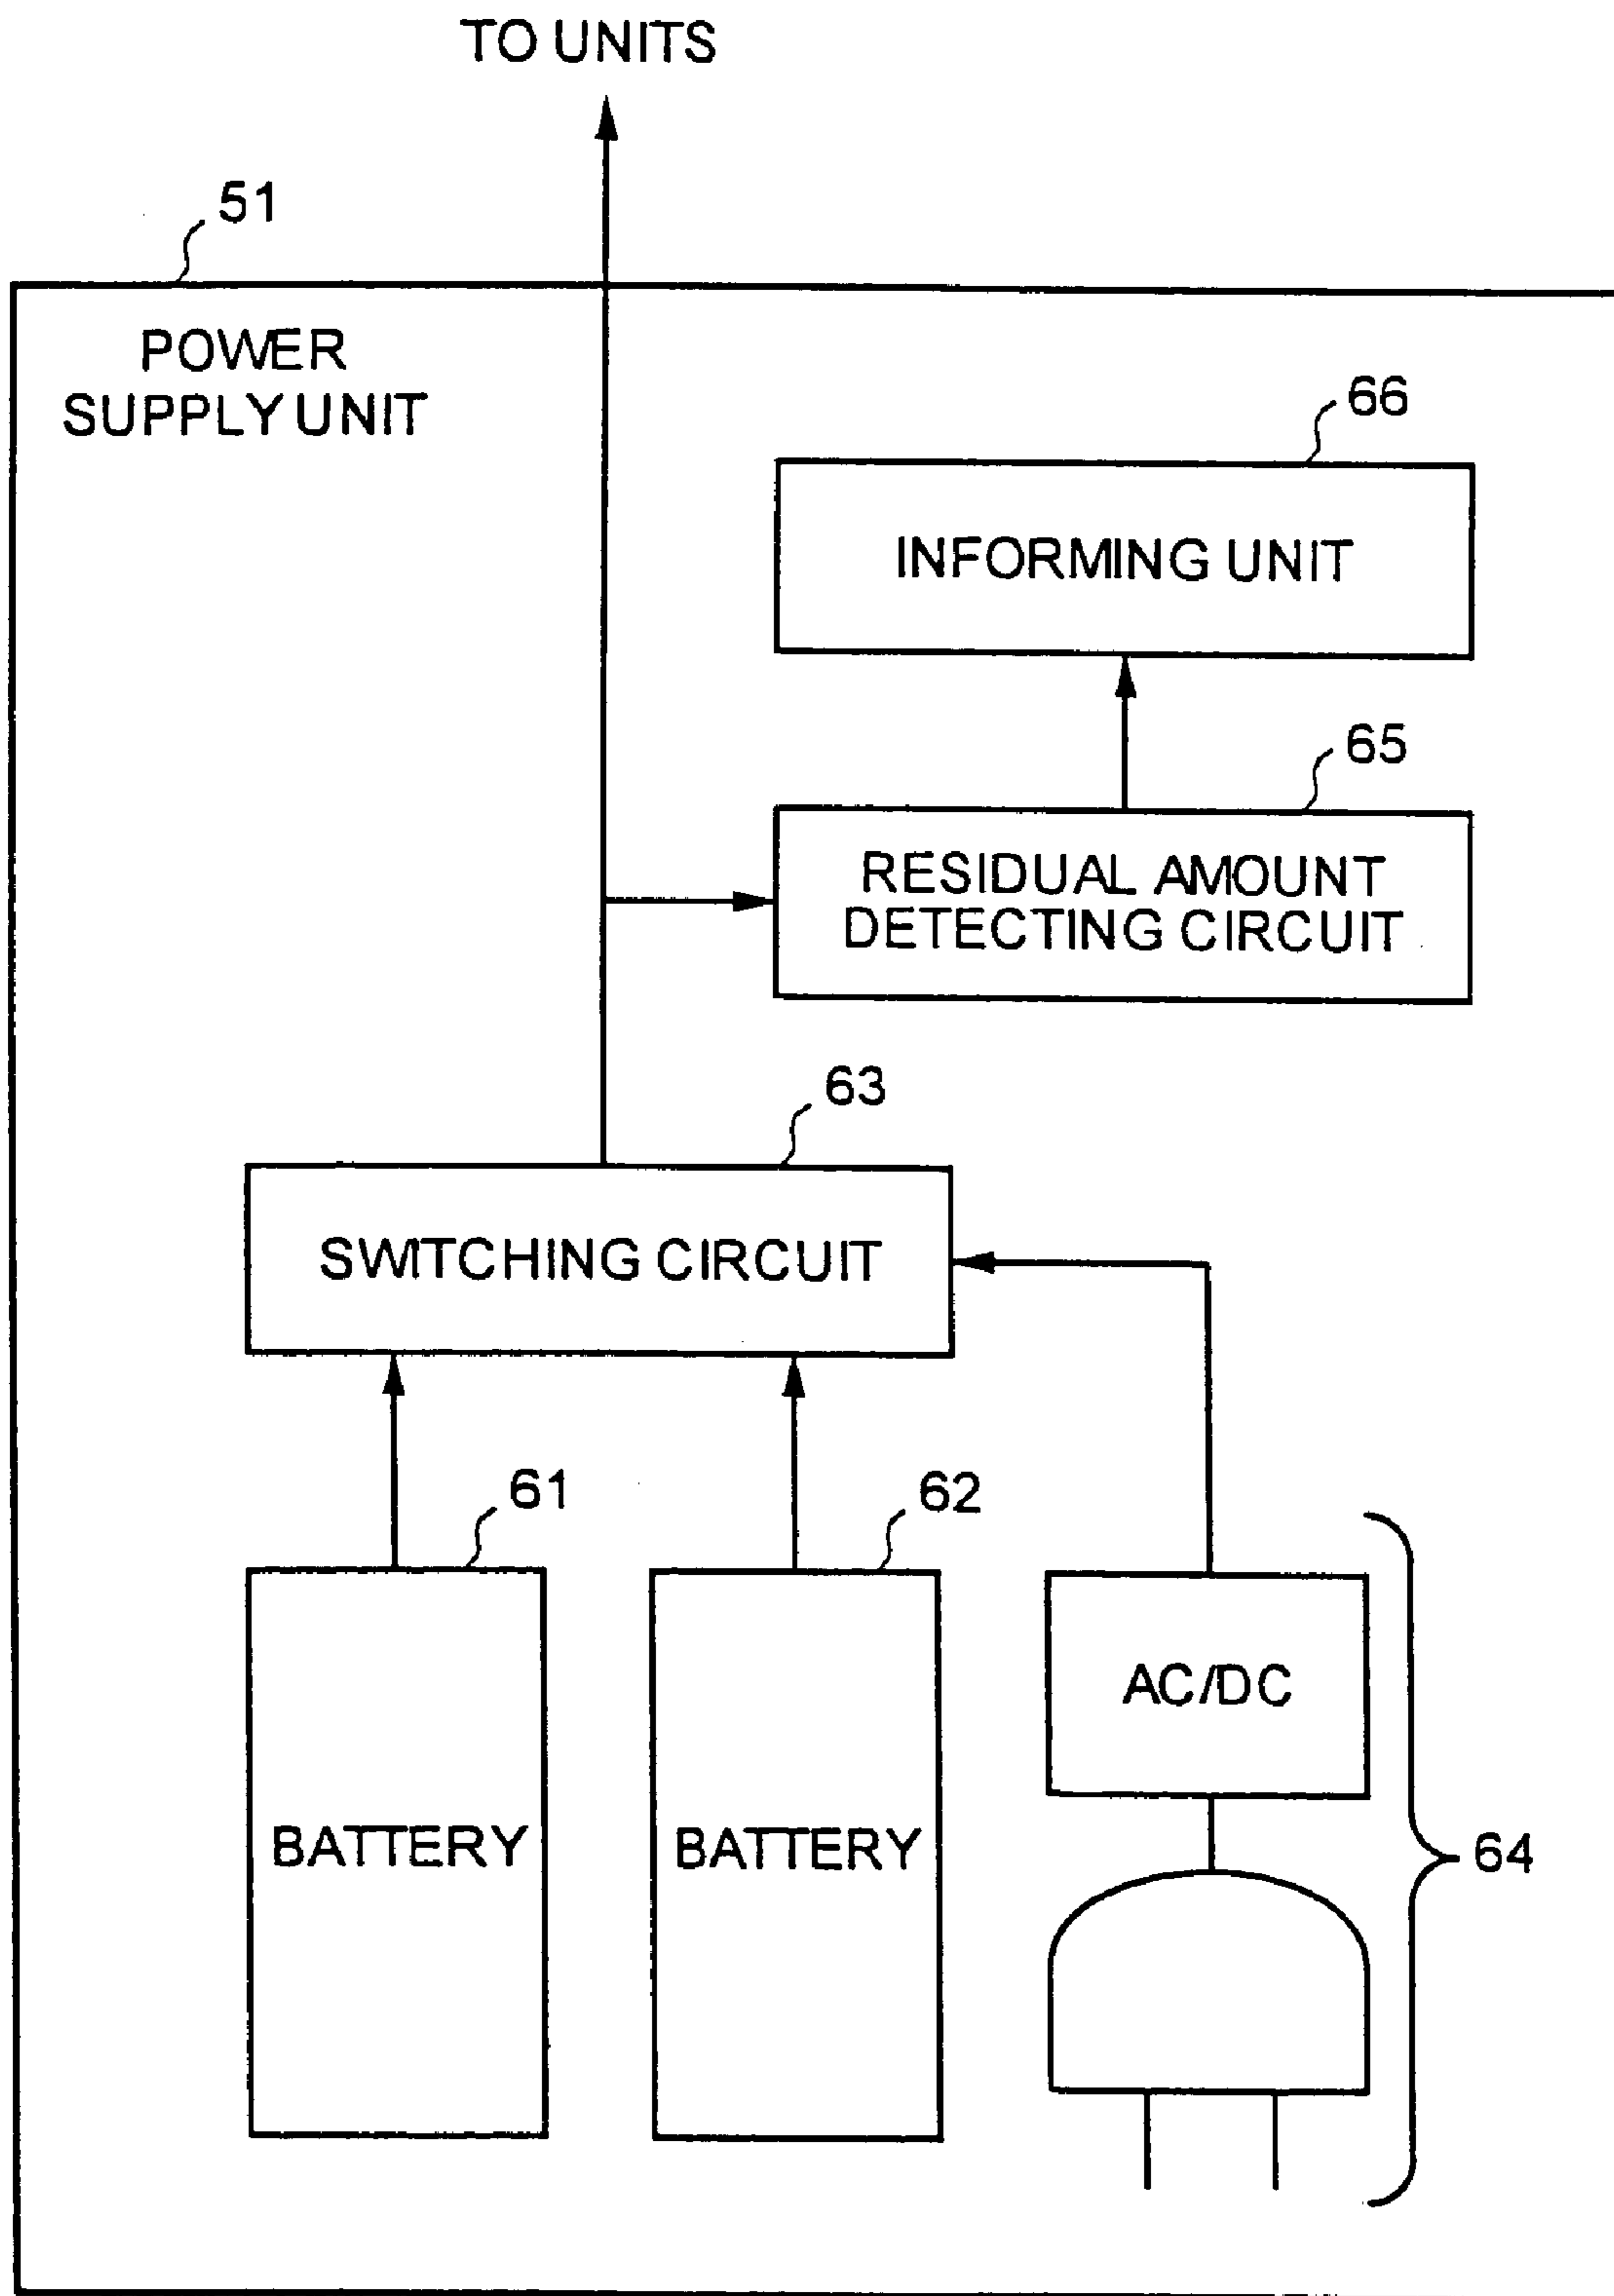 TO UNITS
51
POWER
SUPPLY UNIT
66
INFORMING UNIT
65
RESIDUAL AMOUNT
DETECTING CIRCUIT
63
SWITCHING CIRCUIT
61
62
BATTERY
BATTERY
AC/DC
64